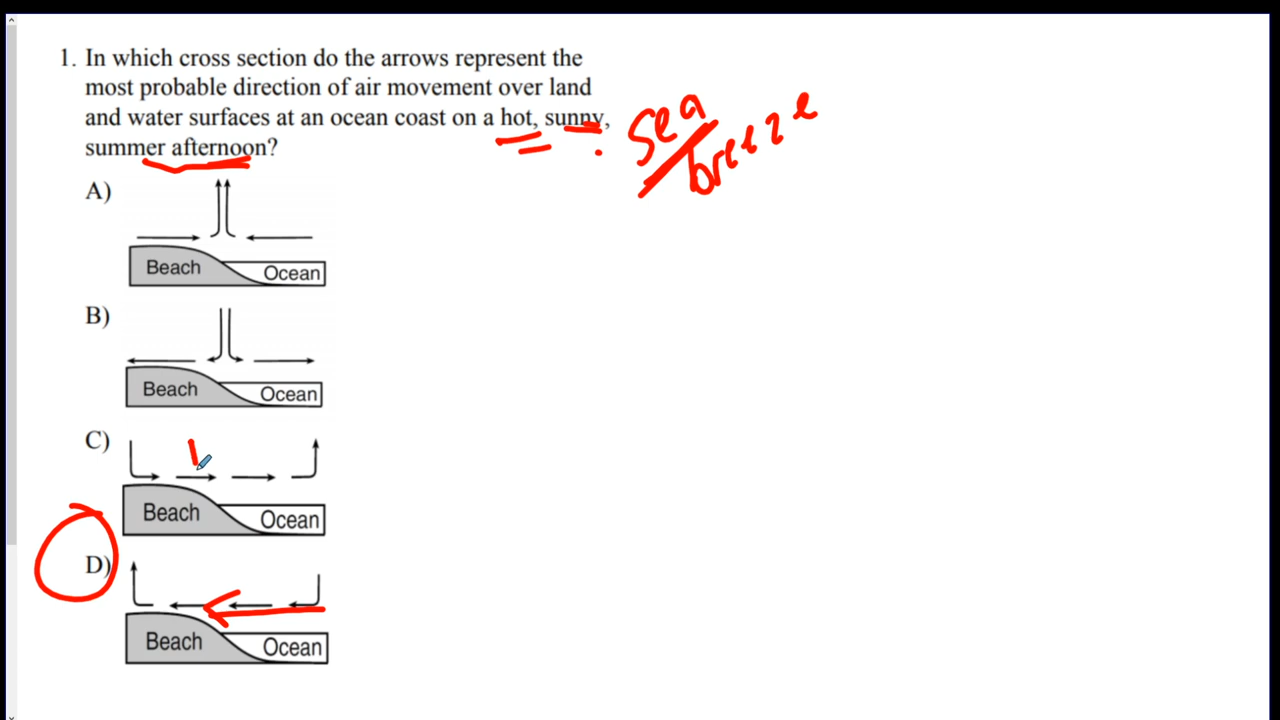 1. In which cross section do the arrows represent the
most probable direction of air movement over land
and water surfaces at an ocean coast on a hot, sunny,
summer afternoon?
sea
breeze
A)
Beach Ocean
B)
Beach Ocean
C)
Beach Ocean
D)
Beach Ocean